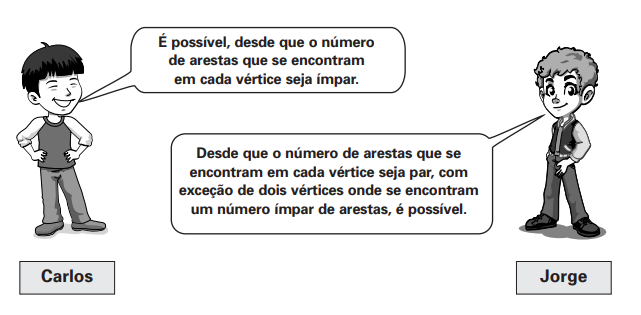 É possível, desde que o número
de arestas que se encontram
em cada vértice seja ímpar.
Desde que o número de arestas que se
encontram em cada vértice seja par, com
exceção de dois vértices onde se encontram
um número ímpar de arestas, é possível.
Carlos
Jorge